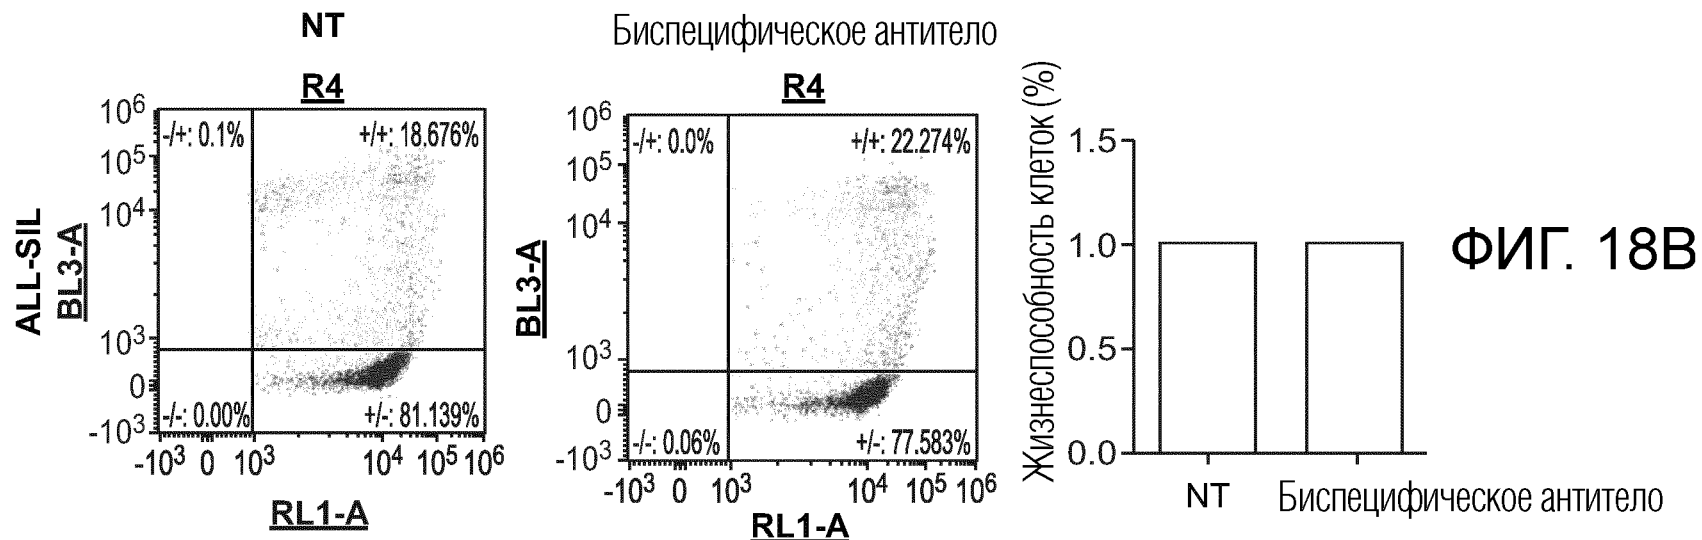 NT
R4
10⁶
10⁵
10⁴
10³
0
-10³
-/+: 0.1%
+/+: 18.676%
-/-: 0.00%
+/-: 81.139%
ALL-SIL
BL3-A
-10³ 0 10³ 10⁴ 10⁵ 10⁶
RL1-A
Биспецифическое антитело
R4
10⁶
10⁵
10⁴
10³
0
-10³
-/+: 0.0%
+/+: 22.274%
-/-: 0.06%
+/-: 77.583%
BL3-A
-10³ 0 10³ 10⁴ 10⁵ 10⁶
RL1-A
Жизнеспособность клеток (%)
1.5
1.0
0.5
0.0
NT
Биспецифическое антитело
ФИГ. 18B